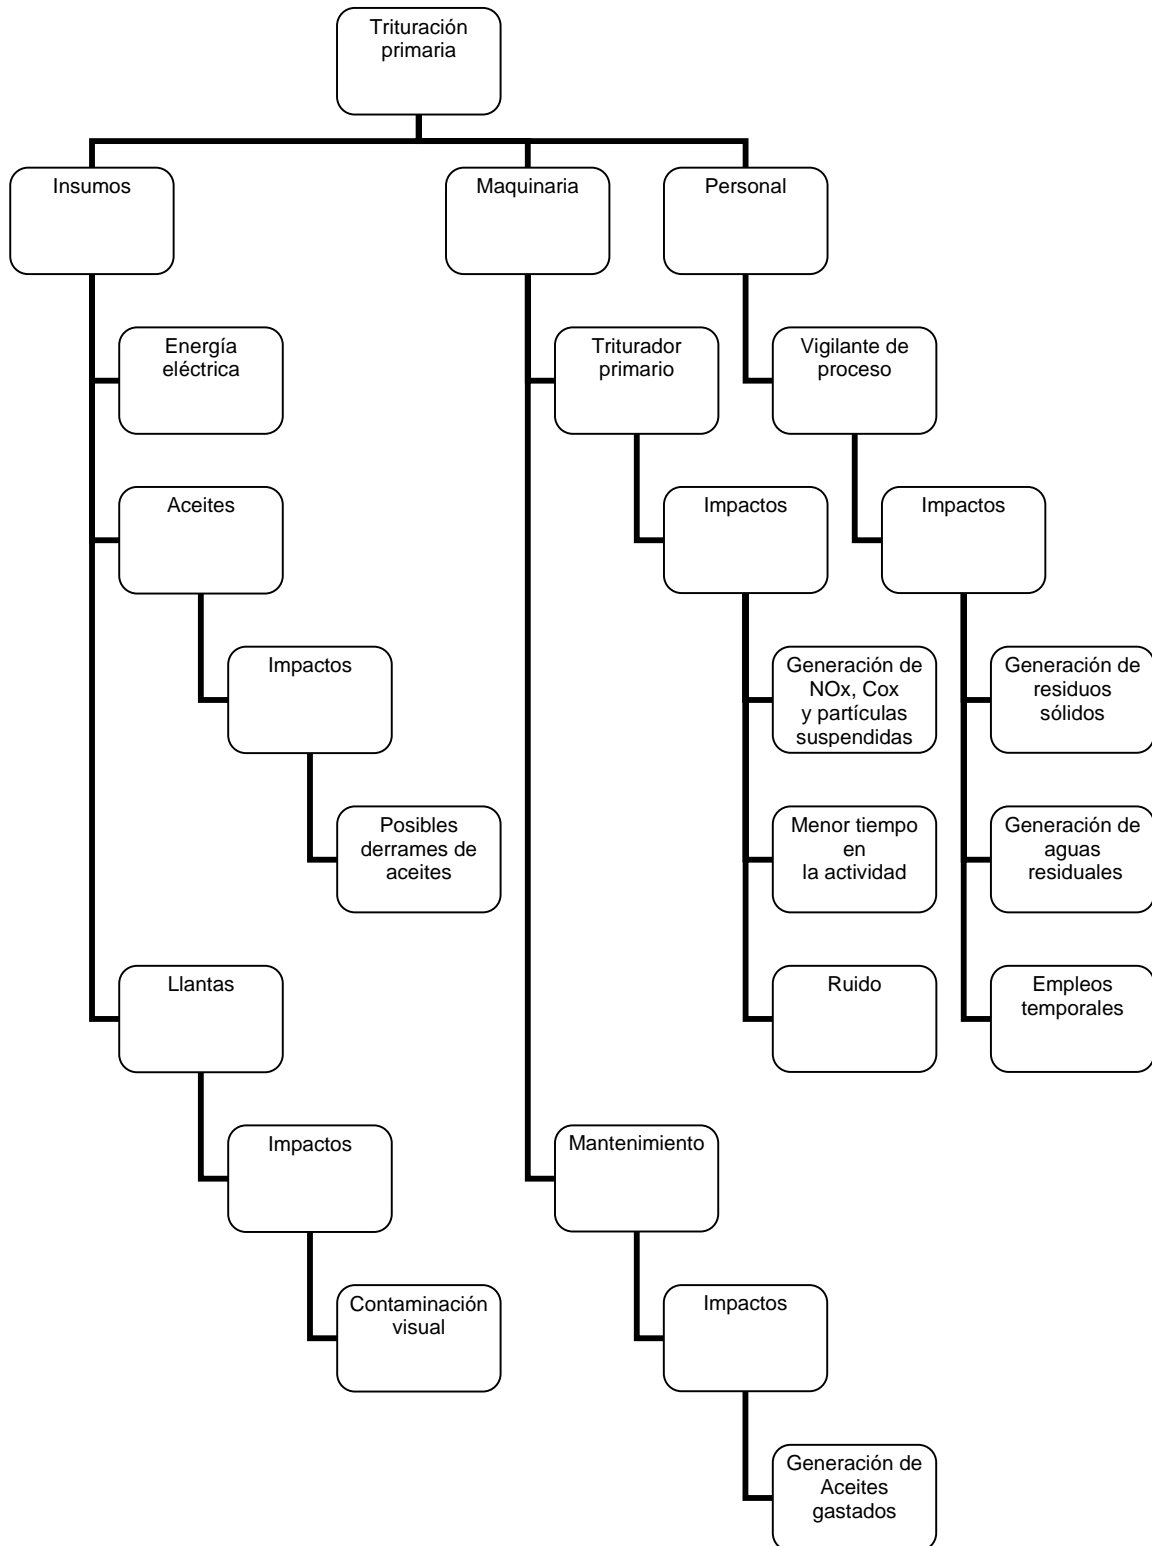 Trituración
primaria
Insumos
Maquinaria
Personal
Energía
eléctrica
Triturador
primario
Vigilante de
proceso
Aceites
Impactos
Impactos
Impactos
Generación de
NOx, Cox
y partículas
suspendidas
Generación de
residuos
sólidos
Posibles
derrames de
aceites
Menor tiempo
en
la actividad
Generación de
aguas
residuales
Llantas
Ruido
Empleos
temporales
Impactos
Mantenimiento
Contaminación
visual
Impactos
Generación de
Aceites
gastados